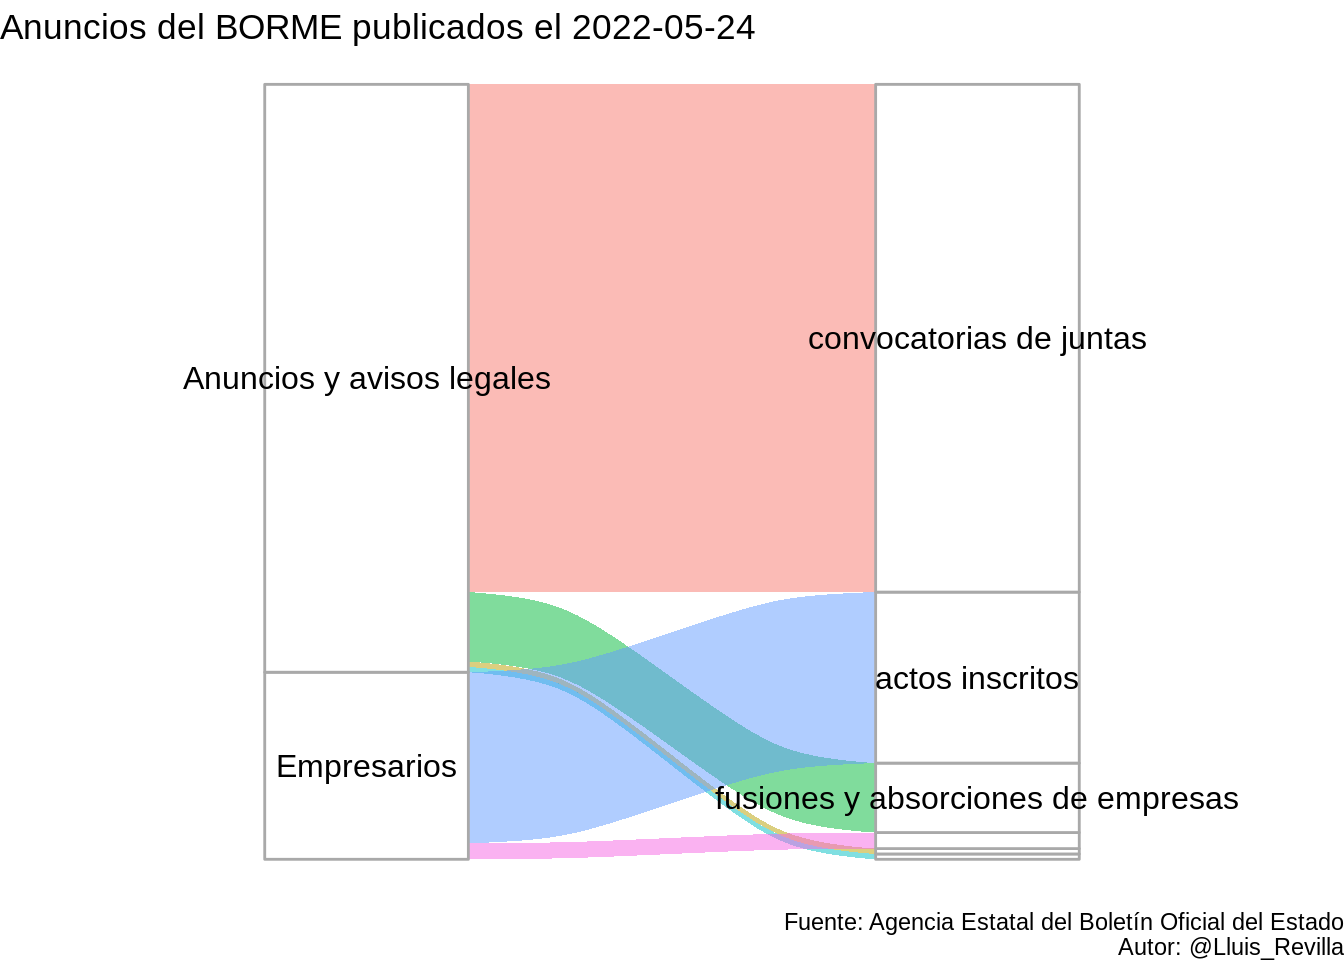 Anuncios del BORME publicados el 2022-05-24
convocatorias de juntas
Anuncios y avisos legales
actos inscritos
Empresarios
fusiones y absorciones de empresas
Fuente: Agencia Estatal del Boletín Oficial del Estado
Autor: @Lluis_Revilla